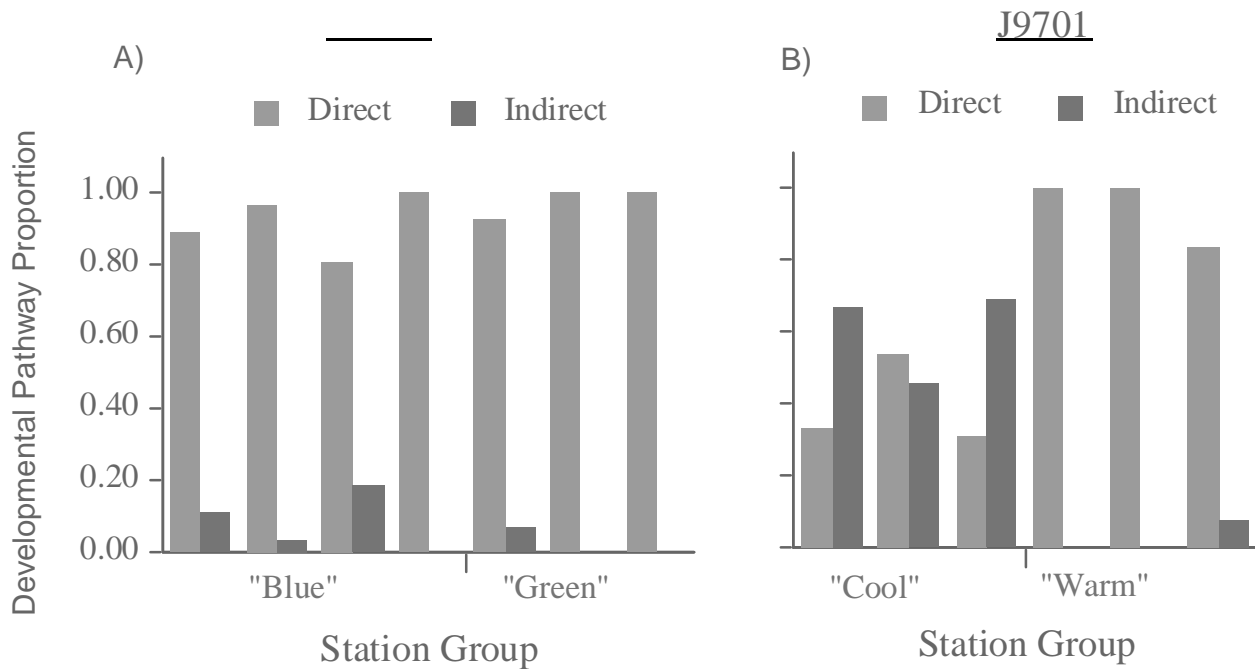 J9701
A)
B)
Direct Indirect
Direct Indirect
Developmental Pathway Proportion
1.00
0.80
0.60
0.40
0.20
0.00
"Blue" "Green"
"Cool" "Warm"
Station Group
Station Group